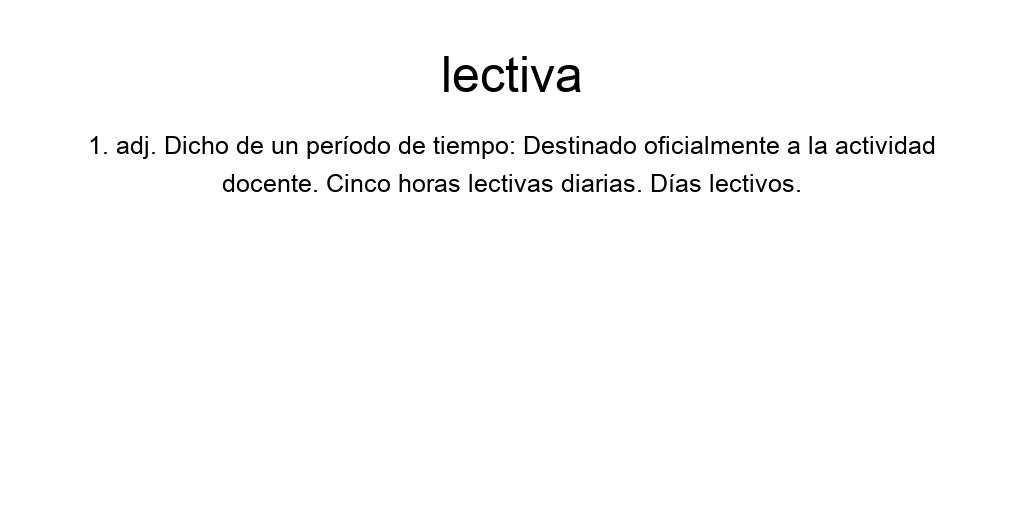 lectiva
1. adj. Dicho de un período de tiempo: Destinado oficialmente a la actividad
docente. Cinco horas lectivas diarias. Días lectivos.